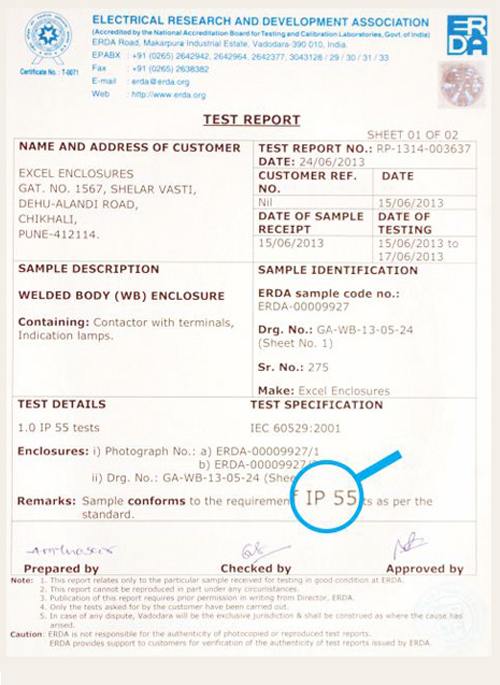 ELECTRICAL RESEARCH AND DEVELOPMENT ASSOCIATION
(Accredited by the National Accreditation Board for Testing and Calibration Laboratories, Govt. of India)
ERDA Road, Makarpura Industrial Estate, Vadodara-390 010, India.
EPABX : +91 (0265) 2642942, 2642964, 2642377, 3043128 / 29 / 30 / 31 / 33
Fax : +91 (0265) 2638382
E-mail : erda@erda.org
Web : http://www.erda.org
Certificate No.: T-0071
ERDA
TEST REPORT
SHEET 01 OF 02
NAME AND ADDRESS OF CUSTOMER
EXCEL ENCLOSURES
GAT. NO. 1567, SHELAR VASTI,
DEHU-ALANDI ROAD,
CHIKHALI,
PUNE-412114.
TEST REPORT NO.: RP-1314-003637
DATE: 24/06/2013
CUSTOMER REF. NO.
DATE
Nil
15/06/2013
DATE OF SAMPLE RECEIPT
DATE OF TESTING
15/06/2013
15/06/2013 to
17/06/2013
SAMPLE DESCRIPTION
WELDED BODY (WB) ENCLOSURE
Containing: Contactor with terminals,
Indication lamps.
SAMPLE IDENTIFICATION
ERDA sample code no.:
ERDA-00009927
Drg. No.: GA-WB-13-05-24
(Sheet No. 1)
Sr. No.: 275
Make: Excel Enclosures
TEST DETAILS
TEST SPECIFICATION
1.0 IP 55 tests
IEC 60529:2001
Enclosures: i) Photograph No.: a) ERDA-00009927/1
b) ERDA-00009927/
ii) Drg. No.: GA-WB-13-05-24
Remarks: Sample conforms to the requirement IP 55 as per the
standard.
Prepared by
Checked by
Approved by
Note: 1. This report relates only to the particular sample received for testing in good condition at ERDA.
2. This report cannot be reproduced in part under any circumstances.
3. Publication of this report requires prior permission in writing from Director, ERDA.
4. Only the tests asked for by the customer have been carried out.
5. In case of any dispute, Vadodara will be the exclusive jurisdiction & shall be construed as where the cause has
arised.
Caution: ERDA is not responsible for the authenticity of photocopied or reproduced test reports.
ERDA provides support to customers for verification of the authenticity of test reports issued by ERDA.